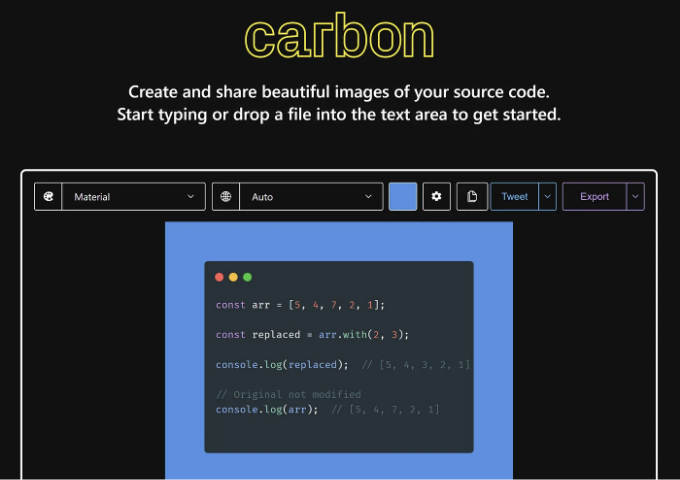 carbon
Create and share beautiful images of your source code.
Start typing or drop a file into the text area to get started.
Material Auto Tweet Export
const arr = [5, 4, 7, 2, 1];
const replaced = arr.with(2, 3);
console.log(replaced); // [5, 4, 3, 2, 1]
// Original not modified
console.log(arr); // [5, 4, 7, 2, 1]